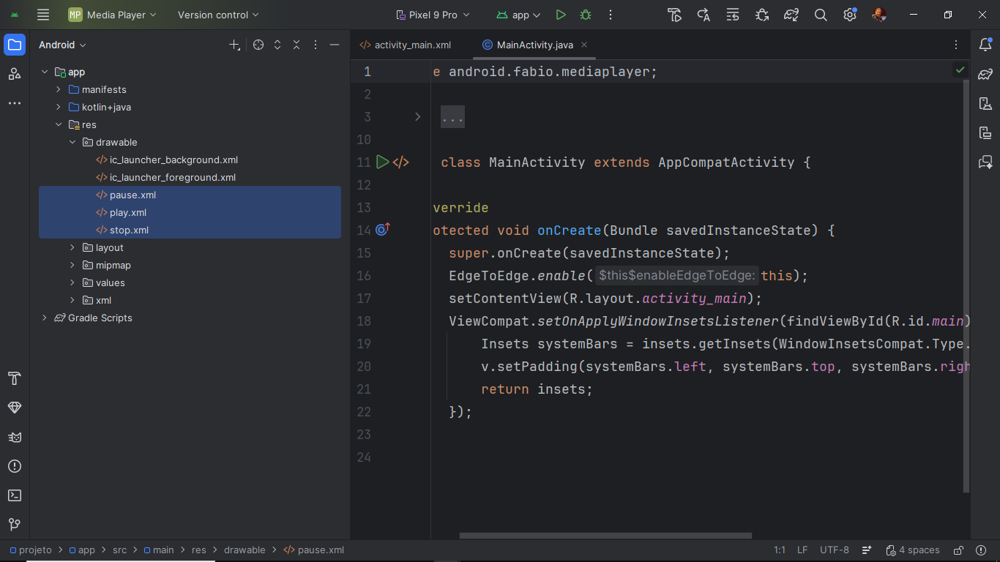 MP Media Player Version control Pixel 9 Pro app
Android
activity_main.xml MainActivity.java
app
manifests
kotlin+java
res
drawable
ic_launcher_background.xml
ic_launcher_foreground.xml
pause.xml
play.xml
stop.xml
layout
mipmap
values
xml
Gradle Scripts
1 e android.fabio.mediaplayer;
2
3 ...
10
11 class MainActivity extends AppCompatActivity {
12
13 verride
14 otected void onCreate(Bundle savedInstanceState) {
15 super.onCreate(savedInstanceState);
16 EdgeToEdge.enable( $this$enableEdgeToEdge: this);
17 setContentView(R.layout.activity_main);
18 ViewCompat.setOnApplyWindowInsetsListener(findViewById(R.id.main)
19 Insets systemBars = insets.getInsets(WindowInsetsCompat.Type.
20 v.setPadding(systemBars.left, systemBars.top, systemBars.righ
21 return insets;
22 });
23
24
projeto > app > src > main > res > drawable > pause.xml 1:1 LF UTF-8 4 spaces